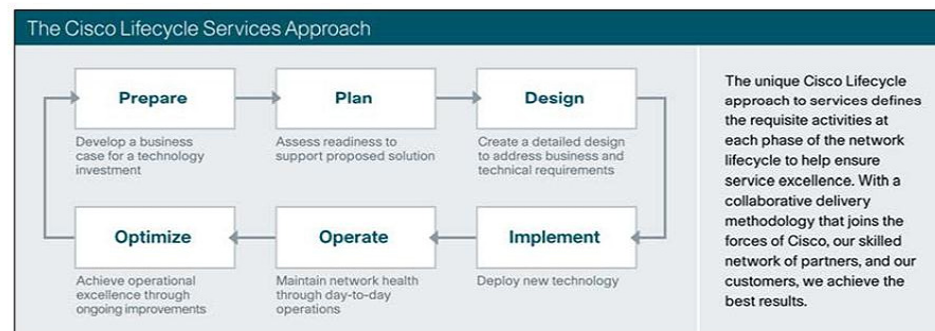 The Cisco Lifecycle Services Approach
Prepare
Develop a business
case for a technology
investment
Plan
Assess readiness to
support proposed solution
Design
Create a detailed design
to address business and
technical requirements
Optimize
Achieve operational
excellence through
ongoing improvements
Operate
Maintain network health
through day-to-day
operations
Implement
Deploy new technology
The unique Cisco Lifecycle
approach to services defines
the requisite activities at
each phase of the network
lifecycle to help ensure
service excellence. With a
collaborative delivery
methodology that joins the
forces of Cisco, our skilled
network of partners, and our
customers, we achieve the
best results.